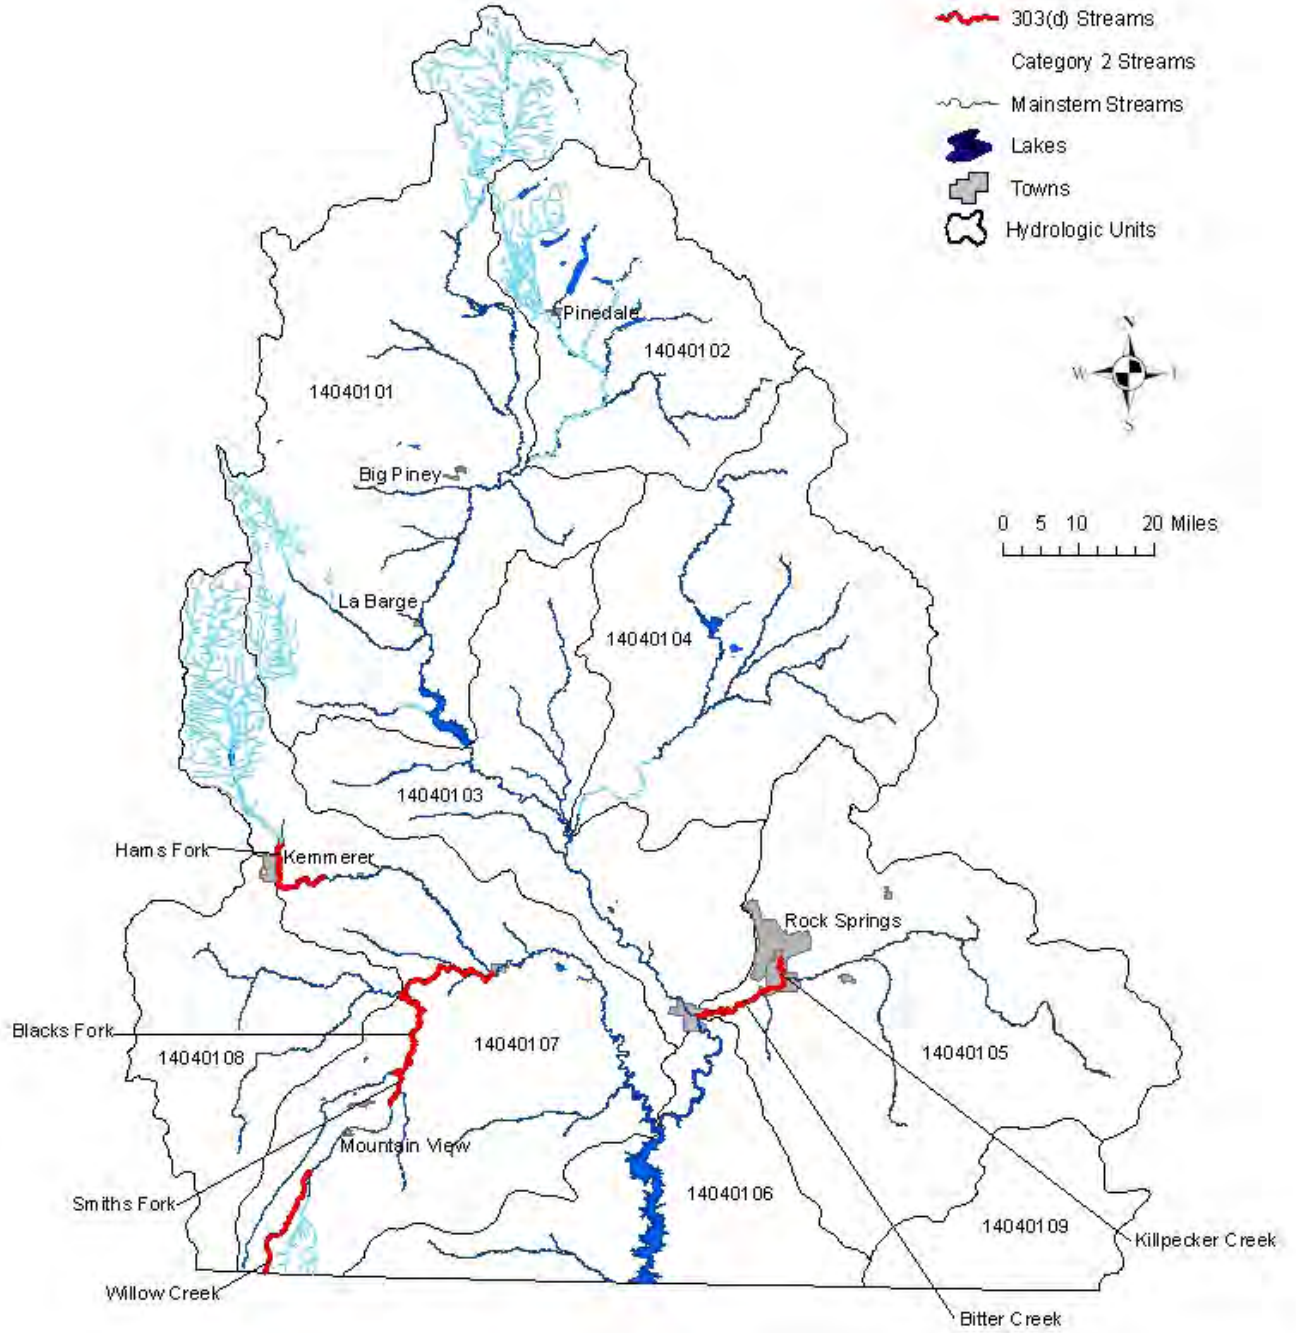 303(d) Streams
Category 2 Streams
Mainstem Streams
Lakes
Towns
Hydrologic Units
N
W
S
0 5 10 20 Miles
Pinedale
14040102
14040101
Big Piney
La Barge
14040104
14040103
Hams Fork
Kemmerer
Rock Springs
Blacks Fork
14040108
14040107
14040105
Mountain View
Smiths Fork
14040106
14040109
Killpecker Creek
Willow Creek
Bitter Creek